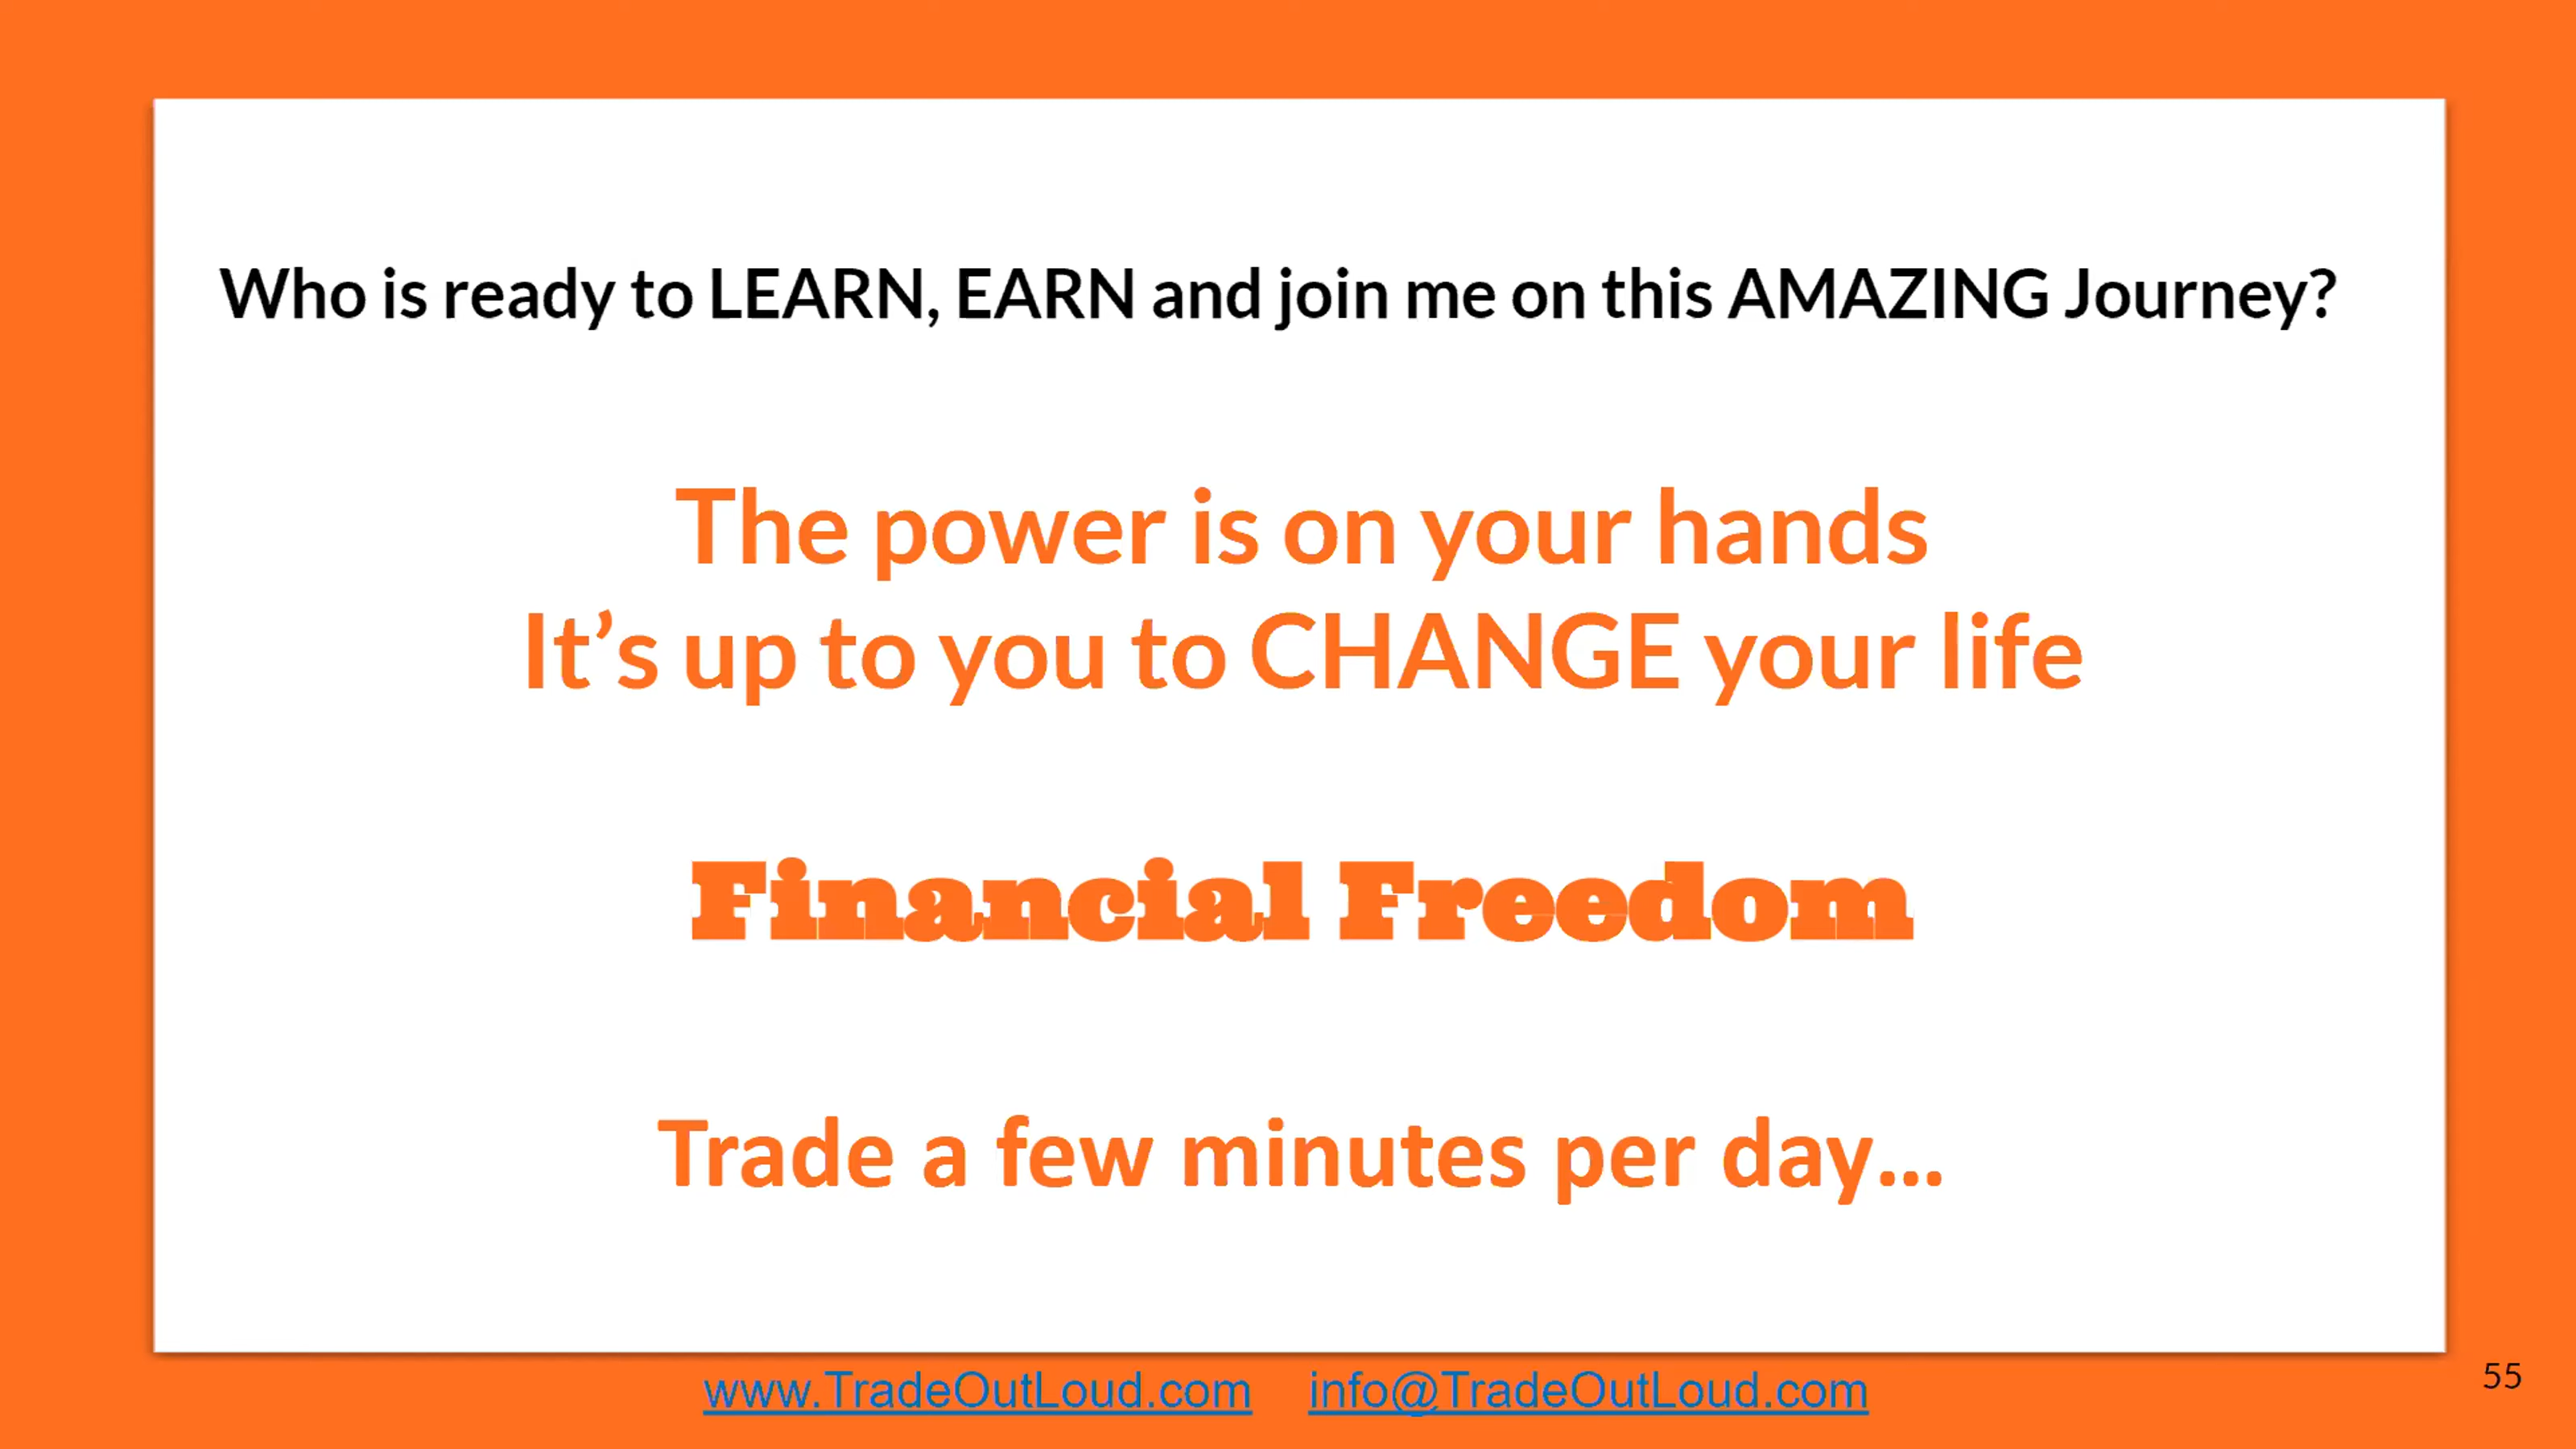 Who is ready to LEARN, EARN and join me on this AMAZING Journey?
The power is on your hands
It’s up to you to CHANGE your life
Financial Freedom
Trade a few minutes per day...
www.TradeOutLoud.com info@TradeOutLoud.com
55